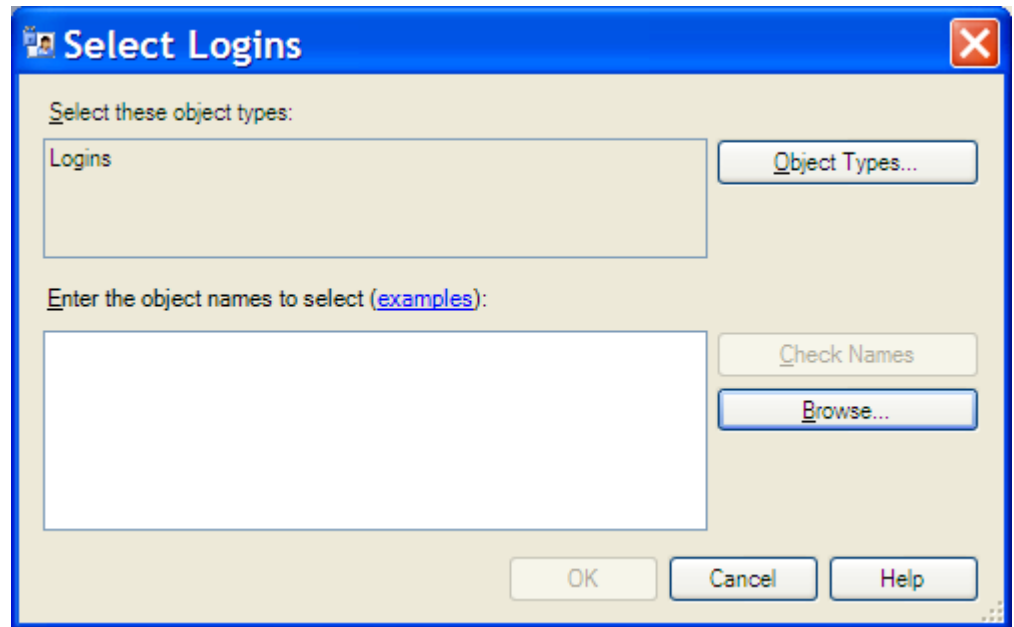 Select Logins
Select these object types:
Logins
Object Types...
Enter the object names to select (examples):
Check Names
Browse...
OK
Cancel
Help